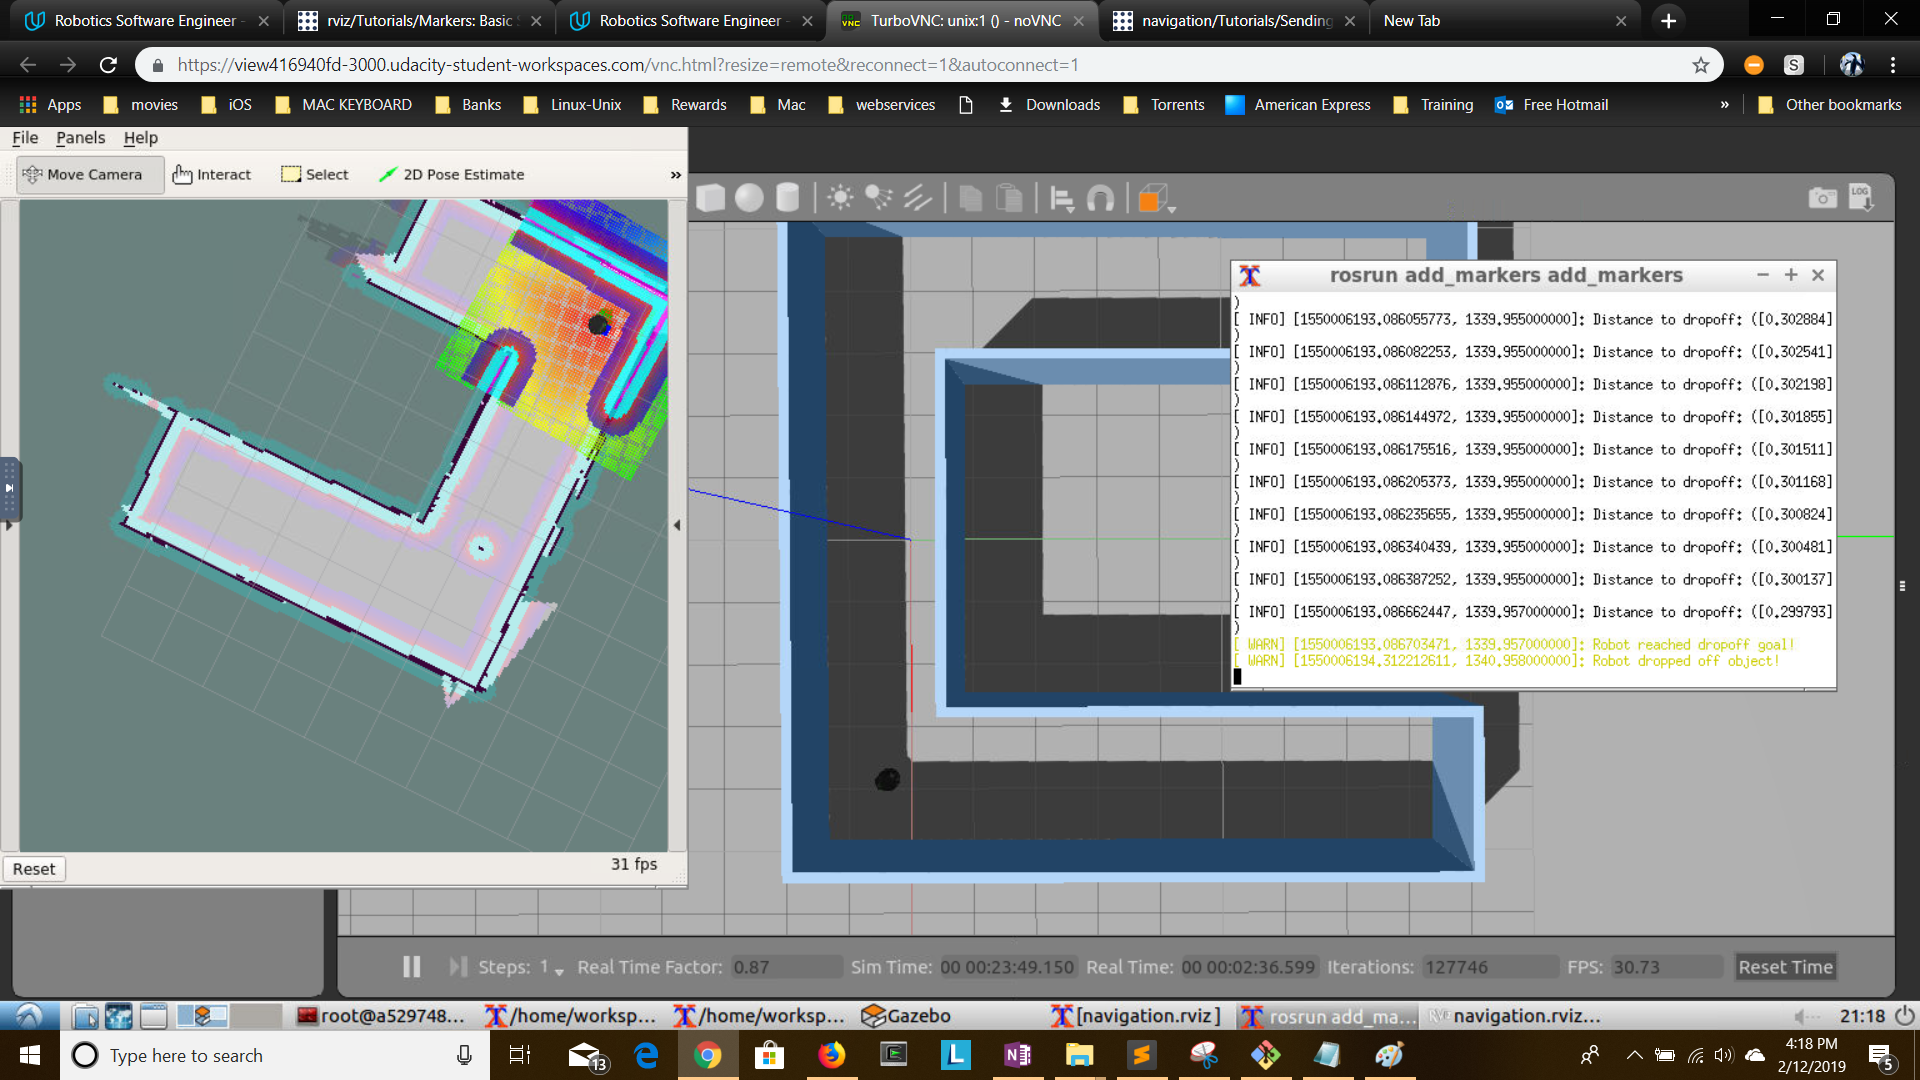 Robotics Software Engineer -
rviz/Tutorials/Markers: Basic S
Robotics Software Engineer -
TurboVNC: unix:1 () - noVNC
navigation/Tutorials/Sending
New Tab
https://view416940fd-3000.udacity-student-workspaces.com/vnc.html?resize=remote&reconnect=1&autoconnect=1
Apps movies iOS MAC KEYBOARD Banks Linux-Unix Rewards Mac webservices Downloads Torrents American Express Training Free Hotmail » Other bookmarks
File Panels Help
Move Camera Interact Select 2D Pose Estimate »
LOG
rosrun add_markers add_markers
)
[ INFO] [1550006193.086055773, 1339.955000000]: Distance to dropoff: ([0.302884]
)
[ INFO] [1550006193.086082253, 1339.955000000]: Distance to dropoff: ([0.302541]
)
[ INFO] [1550006193.086112876, 1339.955000000]: Distance to dropoff: ([0.302198]
)
[ INFO] [1550006193.086144972, 1339.955000000]: Distance to dropoff: ([0.301855]
)
[ INFO] [1550006193.086175516, 1339.955000000]: Distance to dropoff: ([0.301511]
)
[ INFO] [1550006193.086205373, 1339.955000000]: Distance to dropoff: ([0.301168]
)
[ INFO] [1550006193.086235655, 1339.955000000]: Distance to dropoff: ([0.300824]
)
[ INFO] [1550006193.086340439, 1339.955000000]: Distance to dropoff: ([0.300481]
)
[ INFO] [1550006193.086387252, 1339.955000000]: Distance to dropoff: ([0.300137]
)
[ INFO] [1550006193.086662447, 1339.957000000]: Distance to dropoff: ([0.299793]
)
[ WARN] [1550006193.086703471, 1339.957000000]: Robot reached dropoff goal!
[ WARN] [1550006194.312212611, 1340.958000000]: Robot dropped off object!
Reset
31 fps
Steps: 1 Real Time Factor: 0.87 Sim Time: 00 00:23:49.150 Real Time: 00 00:02:36.599 Iterations: 127746 FPS: 30.73 Reset Time
root@a529748... /home/worksp... /home/worksp... Gazebo [navigation.rviz] rosrun add_ma... navigation.rviz... 21:18
Type here to search
13
4:18 PM
2/12/2019
5